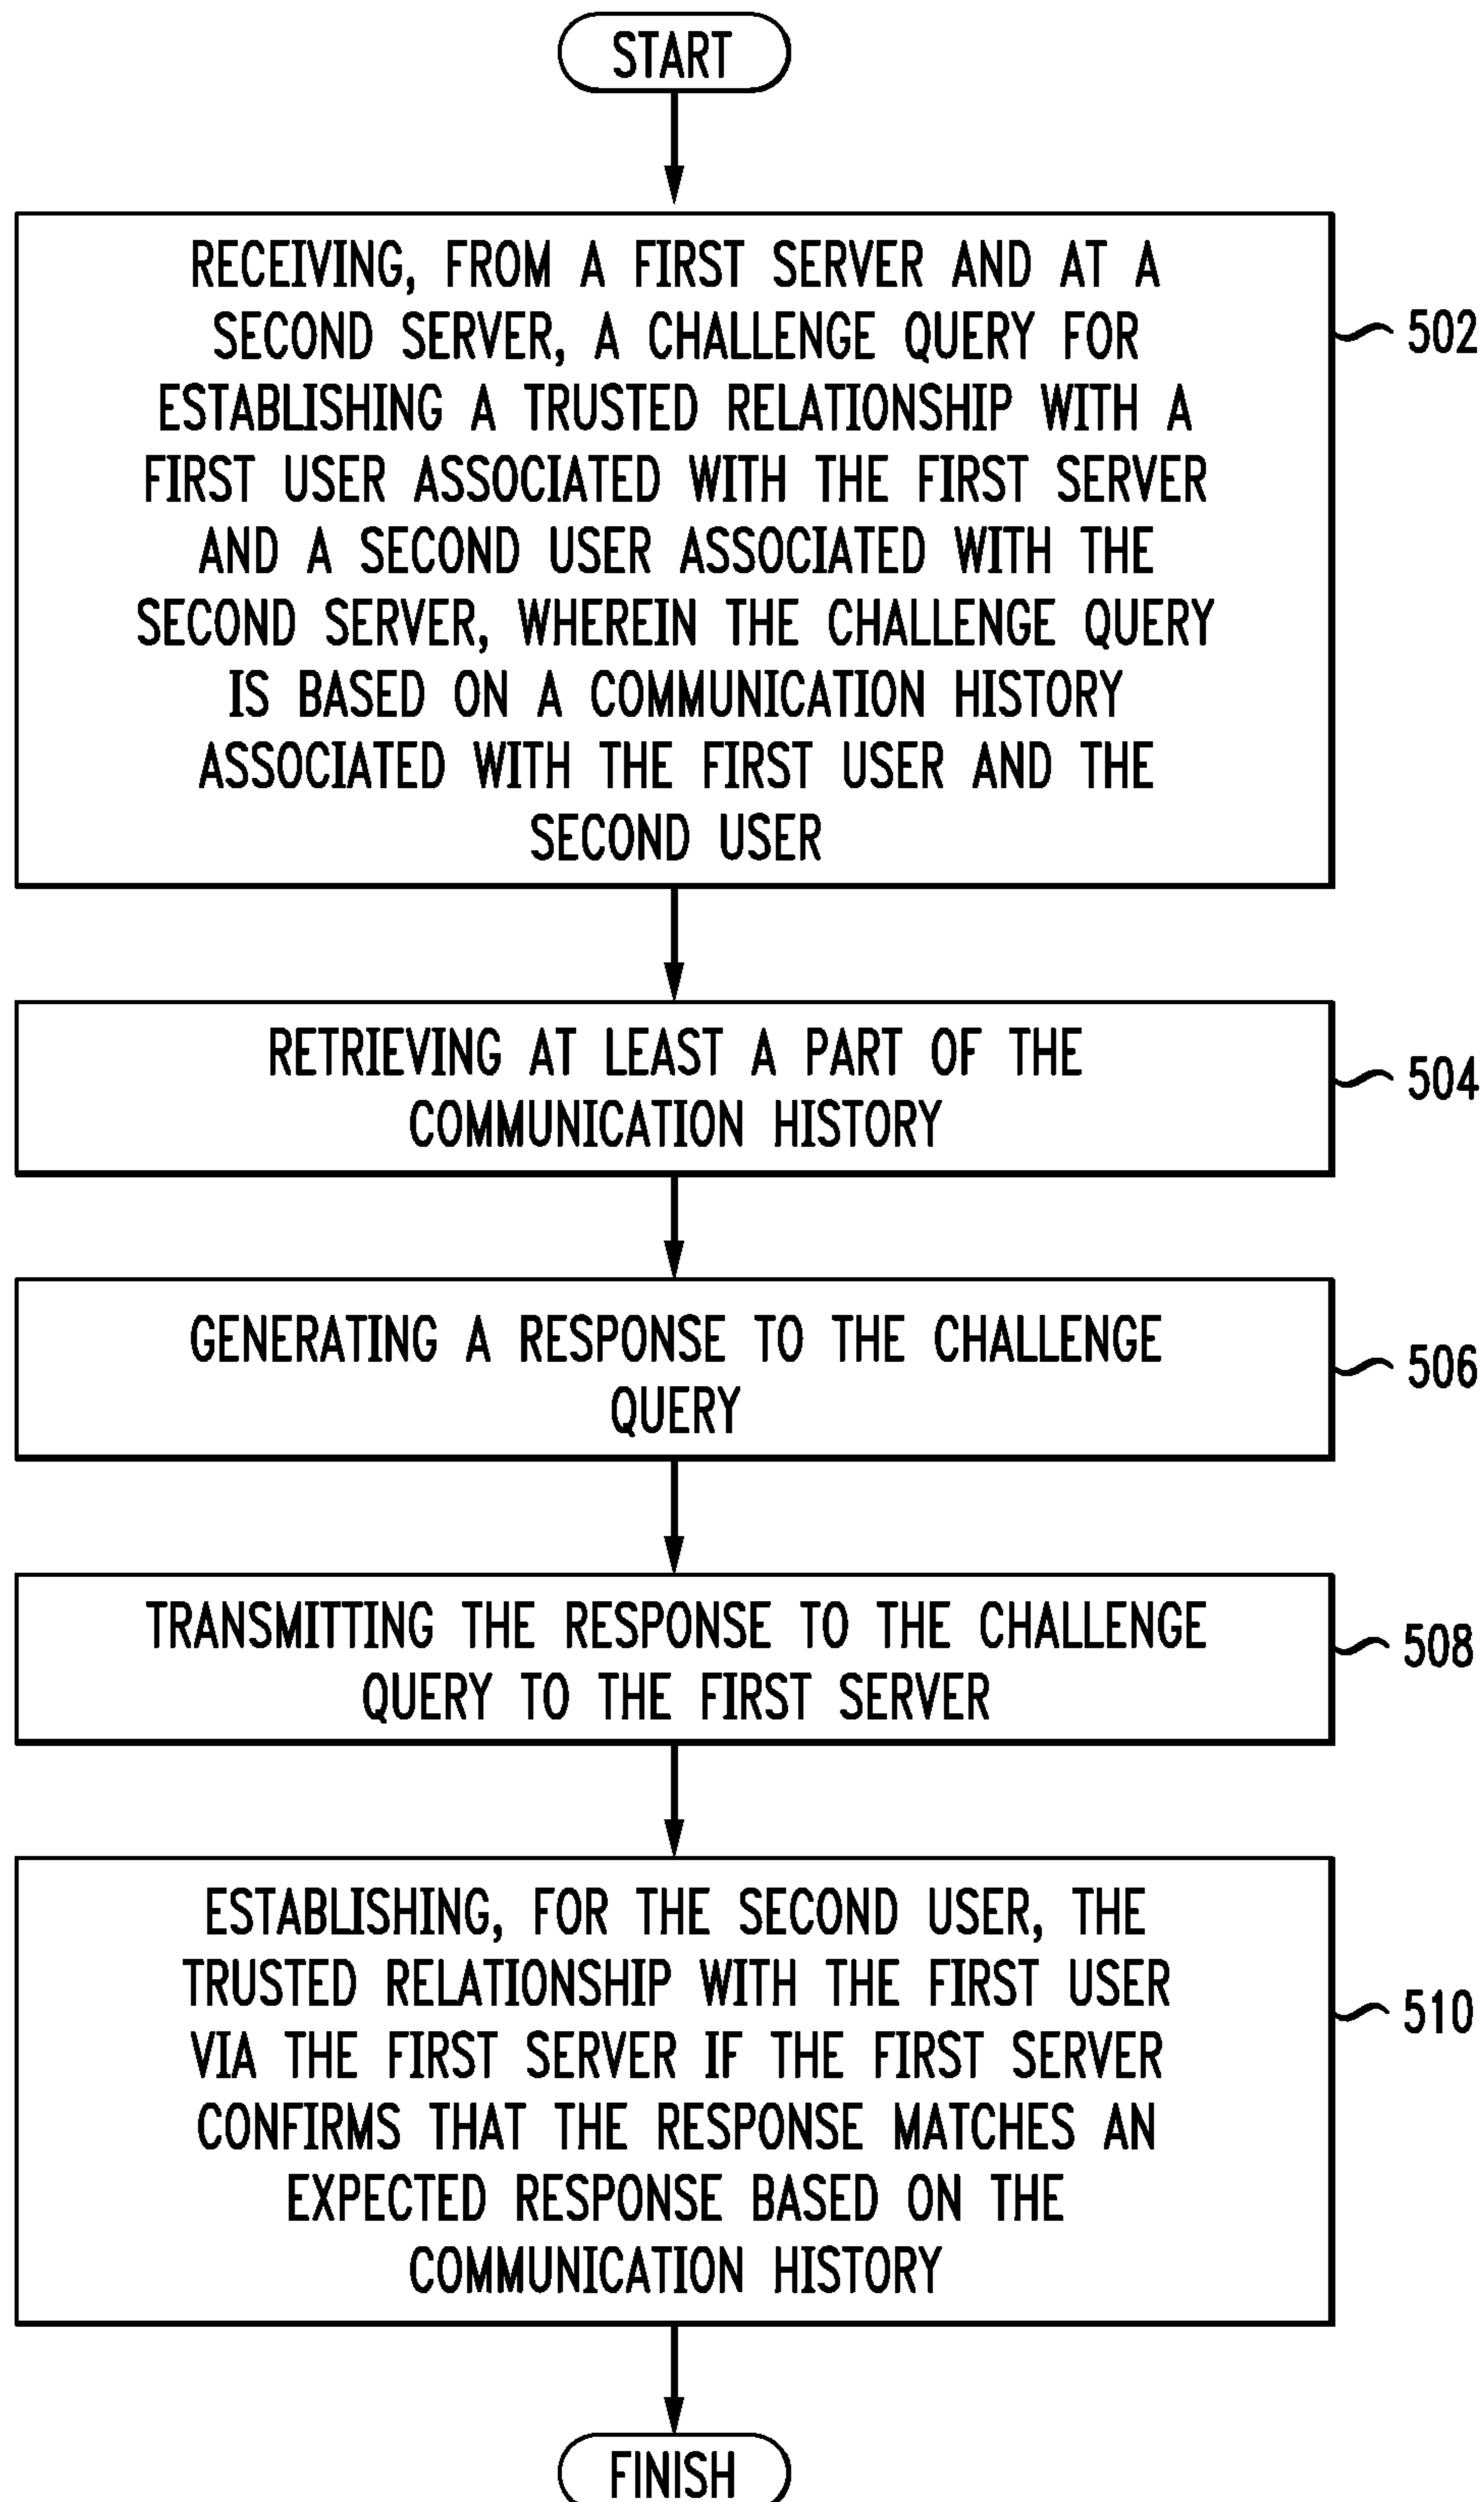 START
RECEIVING, FROM A FIRST SERVER AND AT A
SECOND SERVER, A CHALLENGE QUERY FOR
ESTABLISHING A TRUSTED RELATIONSHIP WITH A
FIRST USER ASSOCIATED WITH THE FIRST SERVER
AND A SECOND USER ASSOCIATED WITH THE
SECOND SERVER, WHEREIN THE CHALLENGE QUERY
IS BASED ON A COMMUNICATION HISTORY
ASSOCIATED WITH THE FIRST USER AND THE
SECOND USER
502
RETRIEVING AT LEAST A PART OF THE
COMMUNICATION HISTORY
504
GENERATING A RESPONSE TO THE CHALLENGE
QUERY
506
TRANSMITTING THE RESPONSE TO THE CHALLENGE
QUERY TO THE FIRST SERVER
508
ESTABLISHING, FOR THE SECOND USER, THE
TRUSTED RELATIONSHIP WITH THE FIRST USER
VIA THE FIRST SERVER IF THE FIRST SERVER
CONFIRMS THAT THE RESPONSE MATCHES AN
EXPECTED RESPONSE BASED ON THE
COMMUNICATION HISTORY
510
FINISH